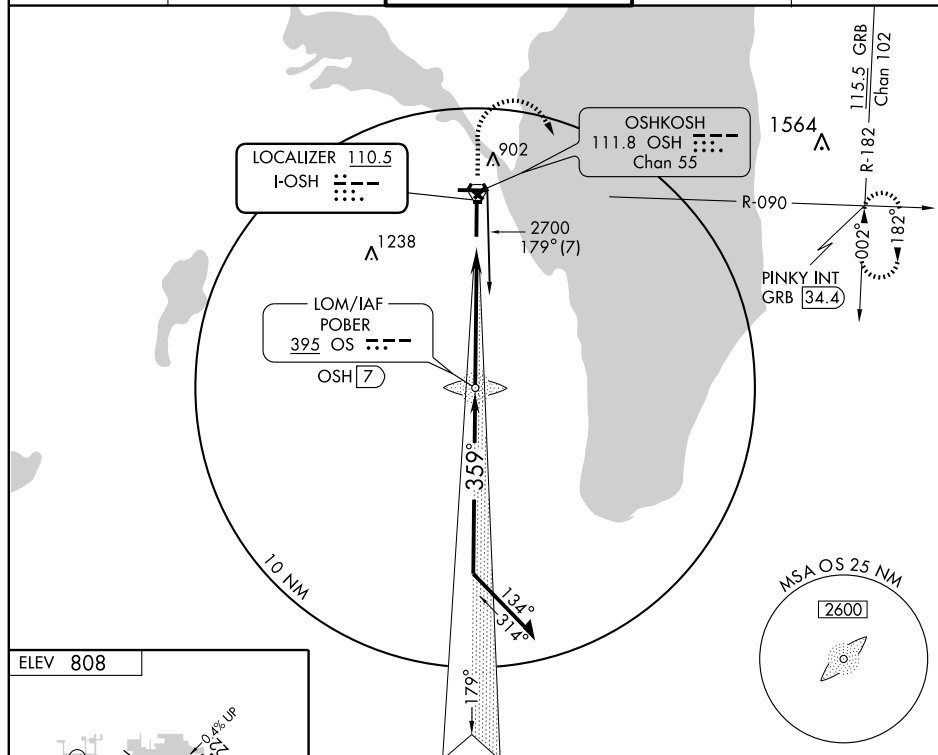 115.5 GRB
Chan 102
R-182
OSHKOSH
111.8 OSH
Chan 55
1564
902
LOCALIZER 110.5
I-OSH
R-090
2700
179° (7)
1238
002°
182°
PINKY INT
GRB 34.4
LOM/IAF
POBER
395 OS
OSH 7
359°
10 NM
134°
314°
179°
MSA OS 25 NM
2600
ELEV 808
0.4% UP